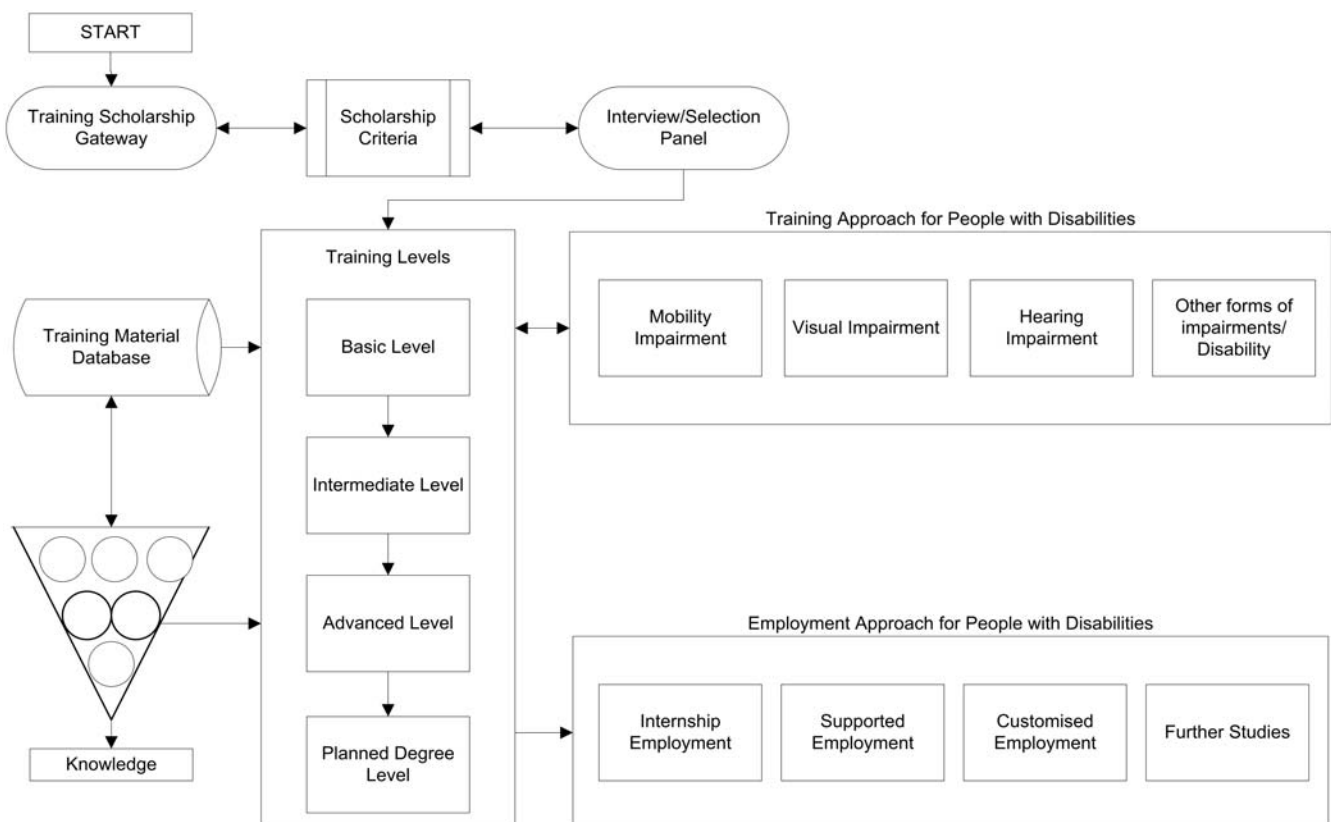 START
Training Scholarship
Gateway
Scholarship
Criteria
Interview/Selection
Panel
Training Approach for People with Disabilities
Training Levels
Mobility
Impairment
Visual Impairment
Hearing
Impairment
Other forms of
impairments/
Disability
Training Material
Database
Basic Level
Intermediate Level
Advanced Level
Planned Degree
Level
Employment Approach for People with Disabilities
Internship
Employment
Supported
Employment
Customised
Employment
Further Studies
Knowledge